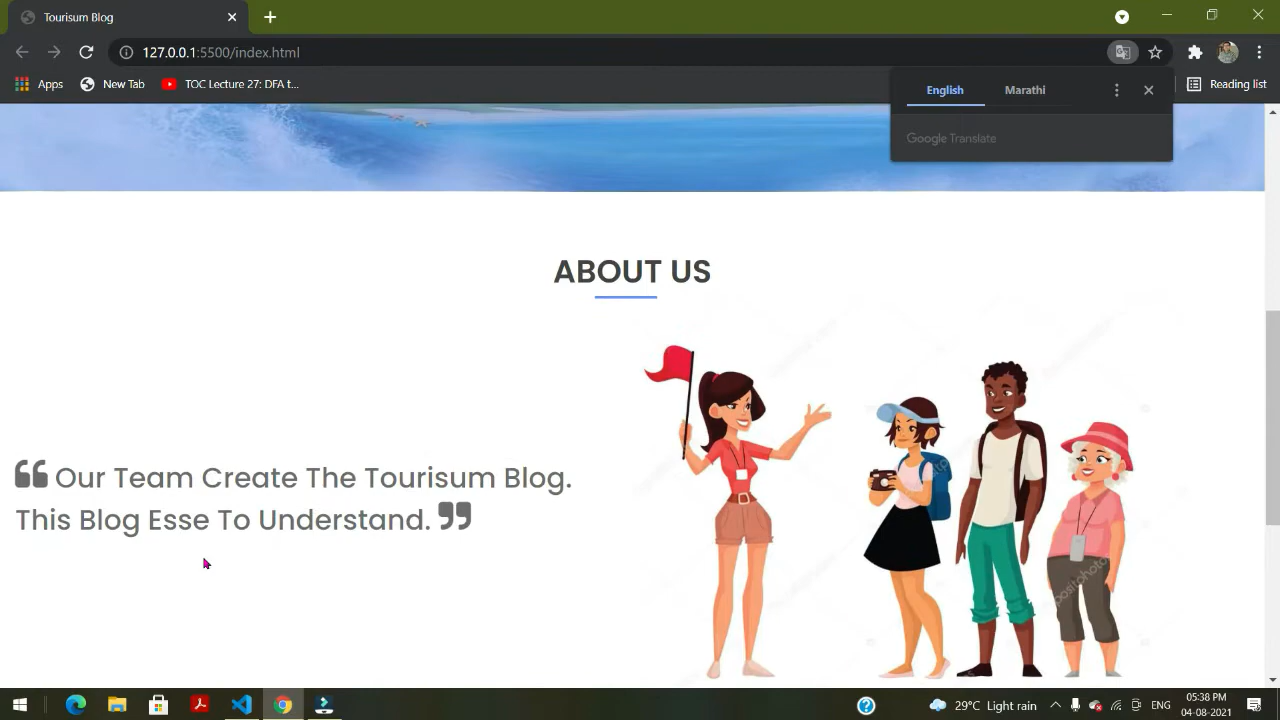 Tourisum Blog
127.0.0.1:5500/index.html
Apps
New Tab
TOC Lecture 27: DFA t...
Reading list
English
Marathi
Google Translate
ABOUT US
Our Team Create The Tourisum Blog.
This Blog Esse To Understand.
29°C Light rain
ENG
05:38 PM
04-08-2021